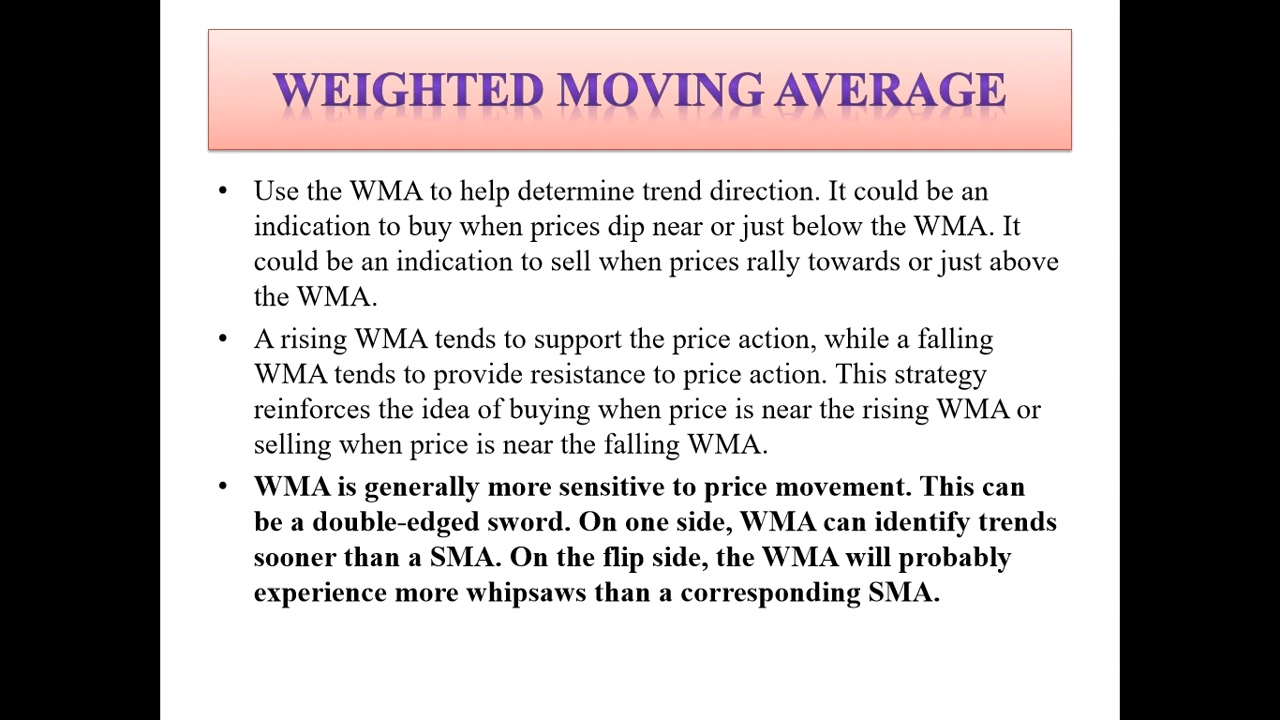 WEIGHTED MOVING AVERAGE
• Use the WMA to help determine trend direction. It could be an
indication to buy when prices dip near or just below the WMA. It
could be an indication to sell when prices rally towards or just above
the WMA.
• A rising WMA tends to support the price action, while a falling
WMA tends to provide resistance to price action. This strategy
reinforces the idea of buying when price is near the rising WMA or
selling when price is near the falling WMA.
• WMA is generally more sensitive to price movement. This can
be a double-edged sword. On one side, WMA can identify trends
sooner than a SMA. On the flip side, the WMA will probably
experience more whipsaws than a corresponding SMA.